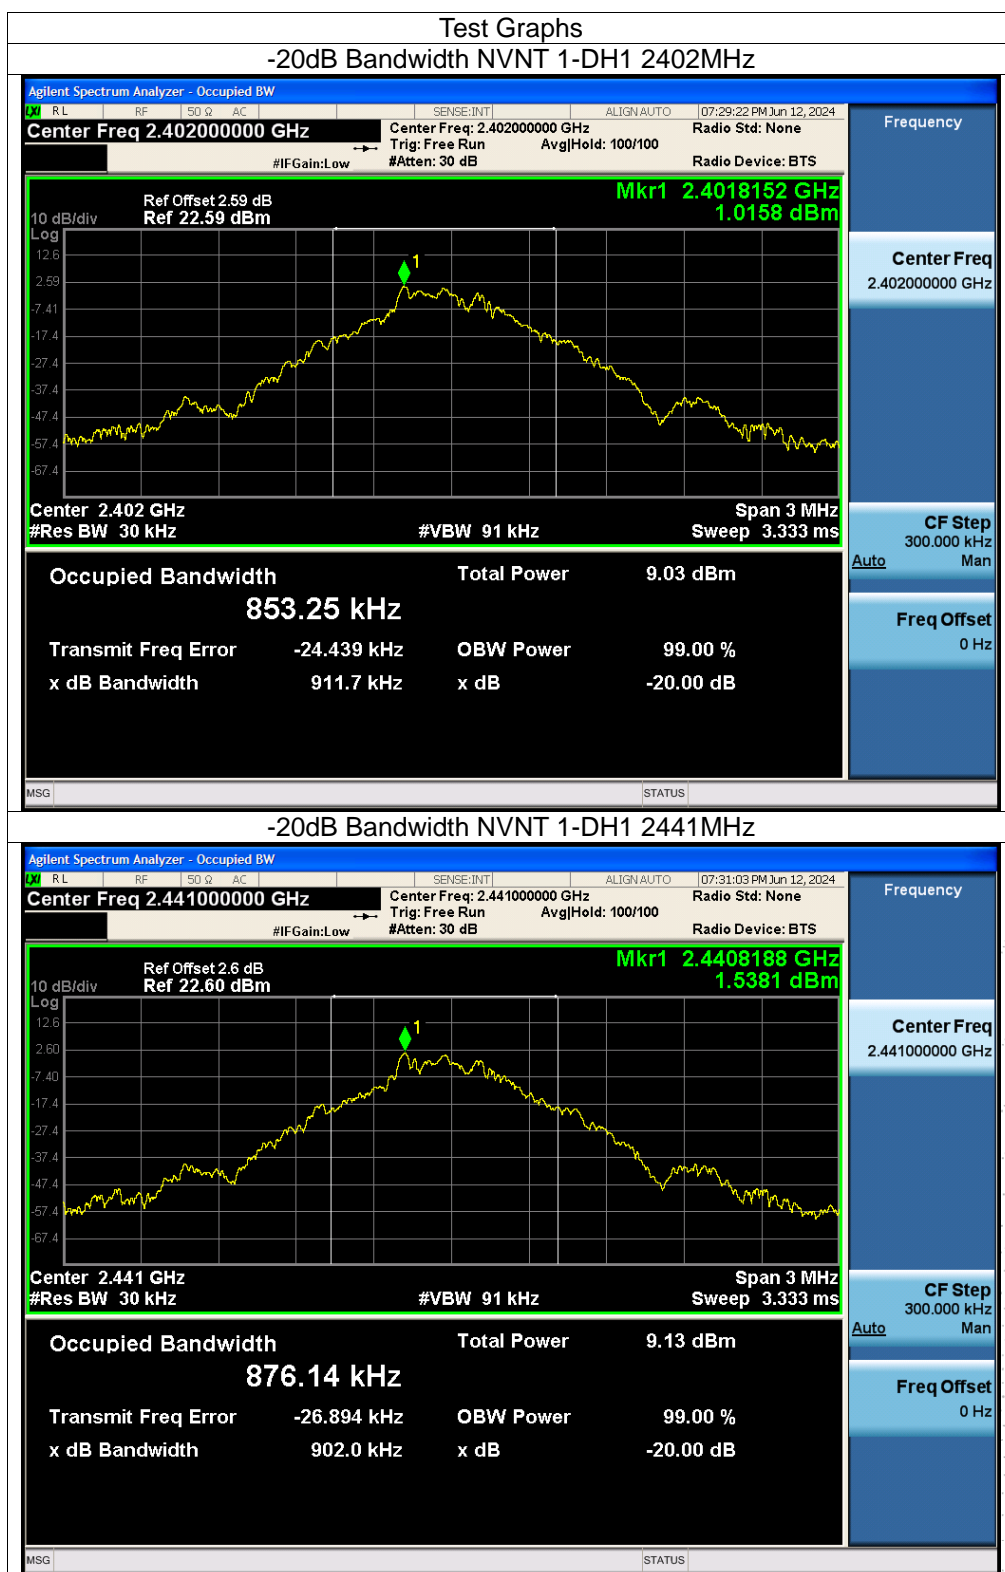 Test Graphs
-20dB Bandwidth NVNT 1-DH1 2402MHz
Agilent Spectrum Analyzer - Occupied BW
LXI RL RF 50 Ω AC SENSE:INT ALIGN AUTO 07:29:22 PM Jun 12, 2024
Center Freq 2.402000000 GHz
Center Freq: 2.402000000 GHz
Radio Std: None
Trig: Free Run Avg|Hold: 100/100
#IFGain:Low #Atten: 30 dB Radio Device: BTS
Frequency
Mkr1 2.4018152 GHz
1.0158 dBm
Ref Offset 2.59 dB
10 dB/div Ref 22.59 dBm
Log
12.6
2.59
-7.41
-17.4
-27.4
-37.4
-47.4
-57.4
-67.4
1
Center 2.402 GHz Span 3 MHz
#Res BW 30 kHz #VBW 91 kHz Sweep 3.333 ms
Center Freq
2.402000000 GHz
CF Step
300.000 kHz
Auto Man
Freq Offset
0 Hz
Occupied Bandwidth Total Power 9.03 dBm
853.25 kHz
Transmit Freq Error -24.439 kHz OBW Power 99.00 %
x dB Bandwidth 911.7 kHz x dB -20.00 dB
MSG STATUS
-20dB Bandwidth NVNT 1-DH1 2441MHz
Agilent Spectrum Analyzer - Occupied BW
LXI RL RF 50 Ω AC SENSE:INT ALIGN AUTO 07:31:03 PM Jun 12, 2024
Center Freq 2.441000000 GHz
Center Freq: 2.441000000 GHz
Radio Std: None
Trig: Free Run Avg|Hold: 100/100
#IFGain:Low #Atten: 30 dB Radio Device: BTS
Frequency
Mkr1 2.4408188 GHz
1.5381 dBm
Ref Offset 2.6 dB
10 dB/div Ref 22.60 dBm
Log
12.6
2.60
-7.40
-17.4
-27.4
-37.4
-47.4
-57.4
-67.4
1
Center 2.441 GHz Span 3 MHz
#Res BW 30 kHz #VBW 91 kHz Sweep 3.333 ms
Center Freq
2.441000000 GHz
CF Step
300.000 kHz
Auto Man
Freq Offset
0 Hz
Occupied Bandwidth Total Power 9.13 dBm
876.14 kHz
Transmit Freq Error -26.894 kHz OBW Power 99.00 %
x dB Bandwidth 902.0 kHz x dB -20.00 dB
MSG STATUS